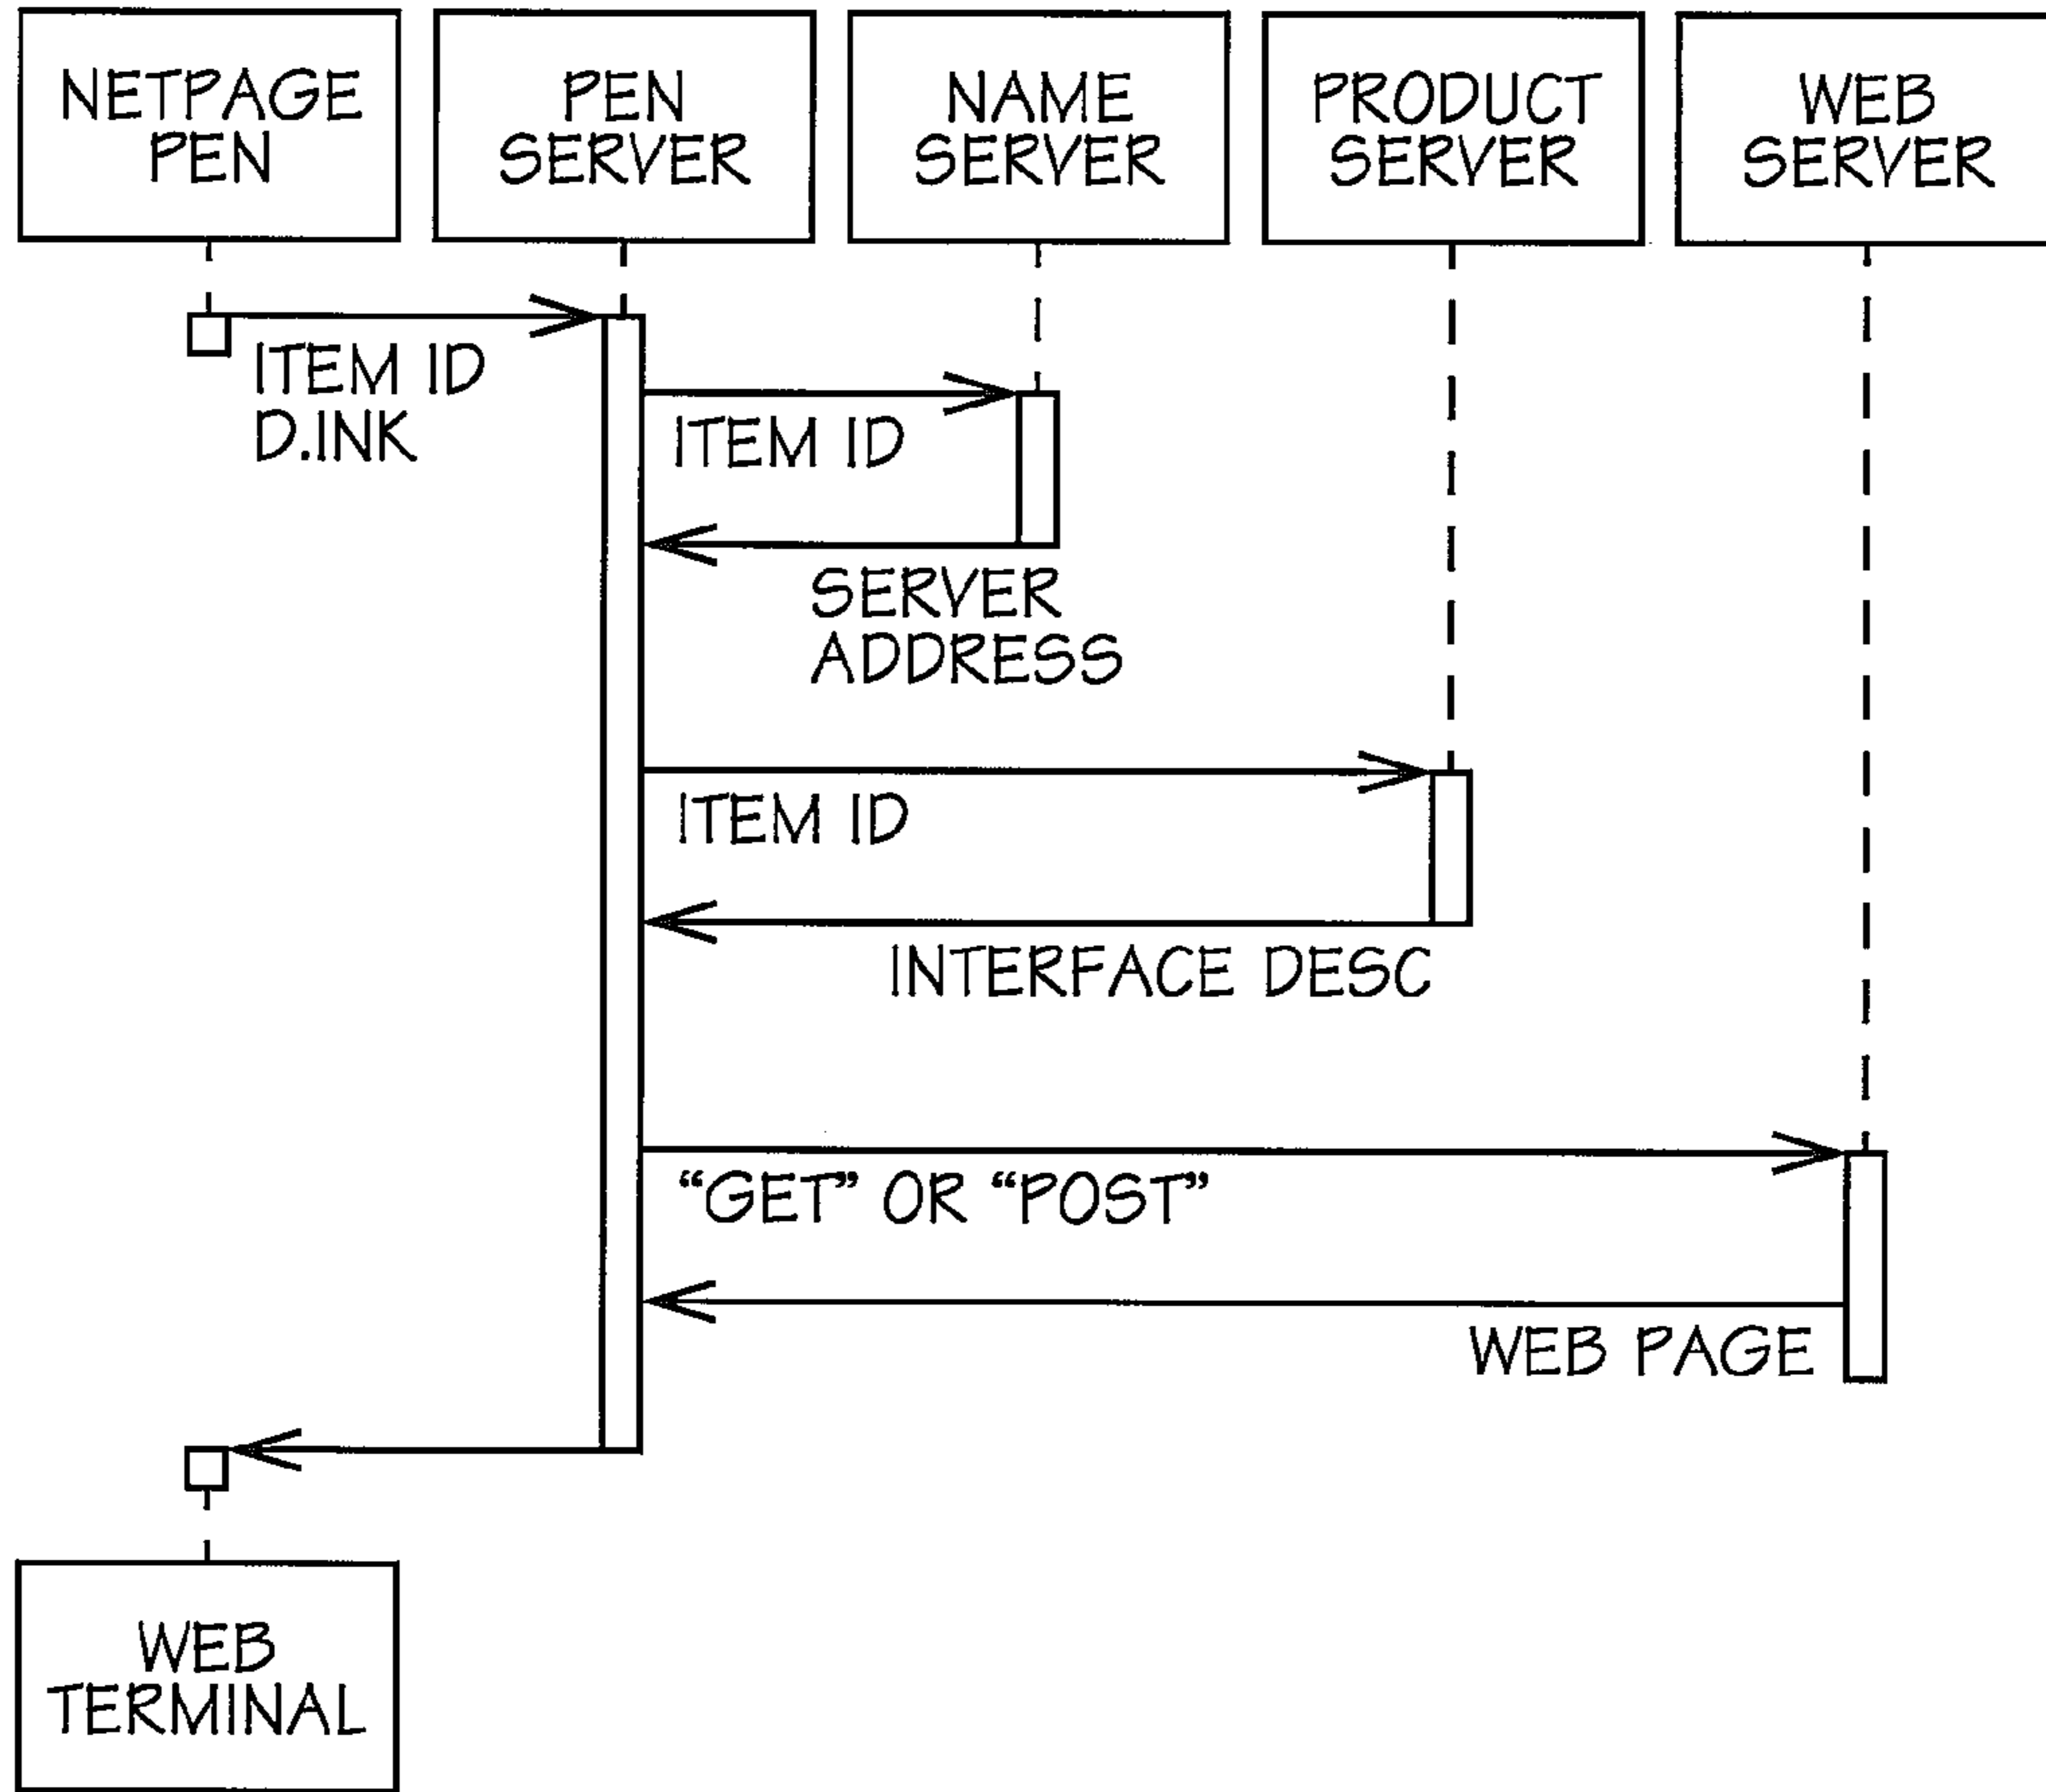 NETPAGE
PEN
PEN
SERVER
NAME
SERVER
PRODUCT
SERVER
WEB
SERVER
ITEM ID
D.INK
ITEM ID
SERVER
ADDRESS
ITEM ID
INTERFACE DESC
“GET” OR “POST”
WEB PAGE
WEB
TERMINAL